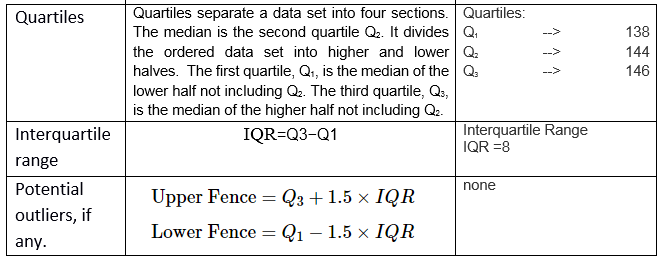 Quartiles
Quartiles separate a data set into four sections.
The median is the second quartile Q₂. It divides
the ordered data set into higher and lower
halves. The first quartile, Q₁, is the median of the
lower half not including Q₂. The third quartile, Q₃,
is the median of the higher half not including Q₂.
Quartiles:
Q₁ --> 138
Q₂ --> 144
Q₃ --> 146
Interquartile
range
IQR=Q3−Q1
Interquartile Range
IQR =8
Potential
outliers, if
any.
Upper Fence = Q₃ + 1.5 × IQR
Lower Fence = Q₁ − 1.5 × IQR
none